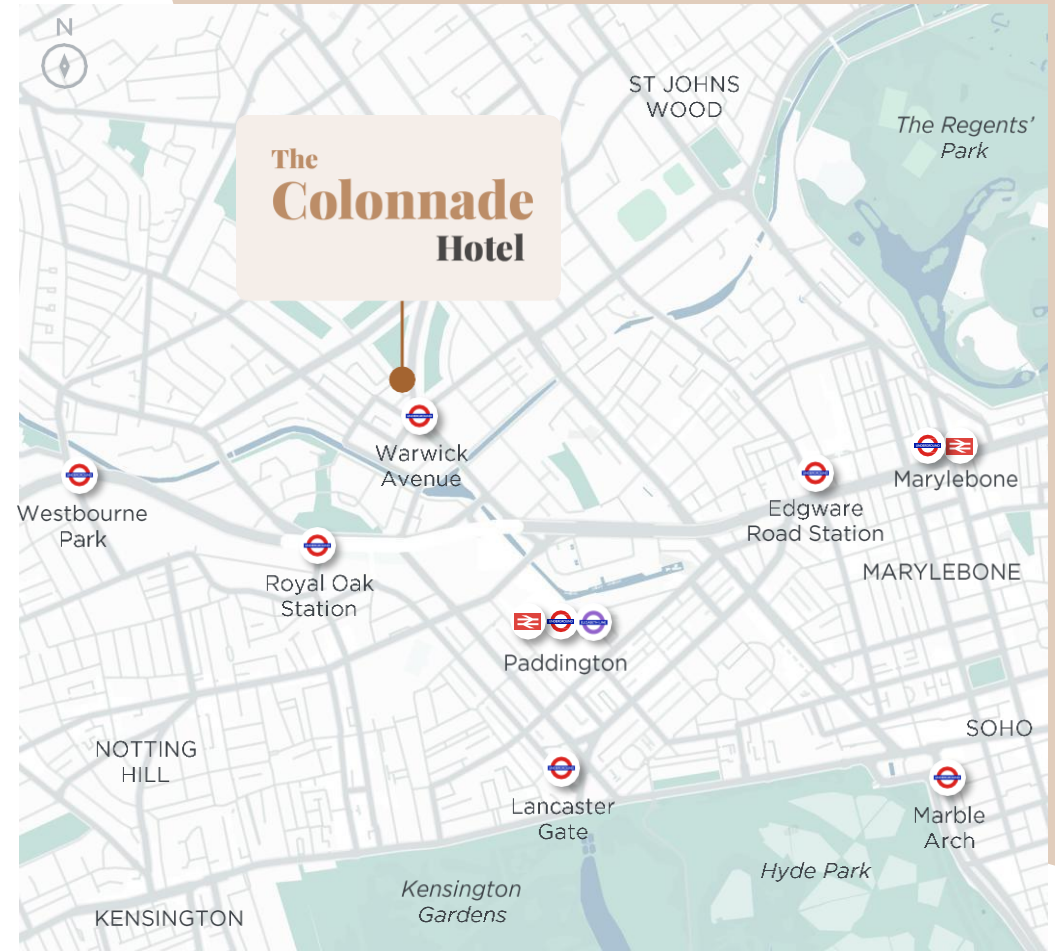 N
ST JOHNS
WOOD
The Regents'
Park
The
Colonnade
Hotel
Warwick
Avenue
Marylebone
Westbourne
Park
Edgware
Road Station
Royal Oak
Station
MARYLEBONE
Paddington
SOHO
NOTTING
HILL
Lancaster
Gate
Marble
Arch
Hyde Park
Kensington
Gardens
KENSINGTON